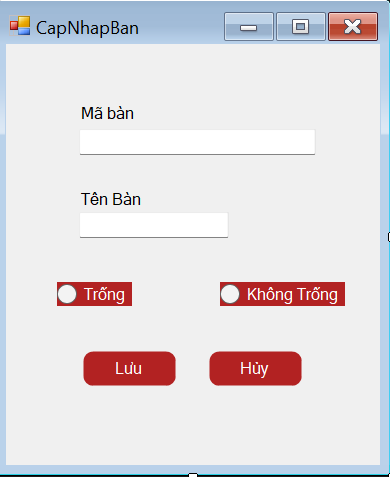 CapNhapBan
Mã bàn
Tên Bàn
Trống Không Trống
Lưu Hủy